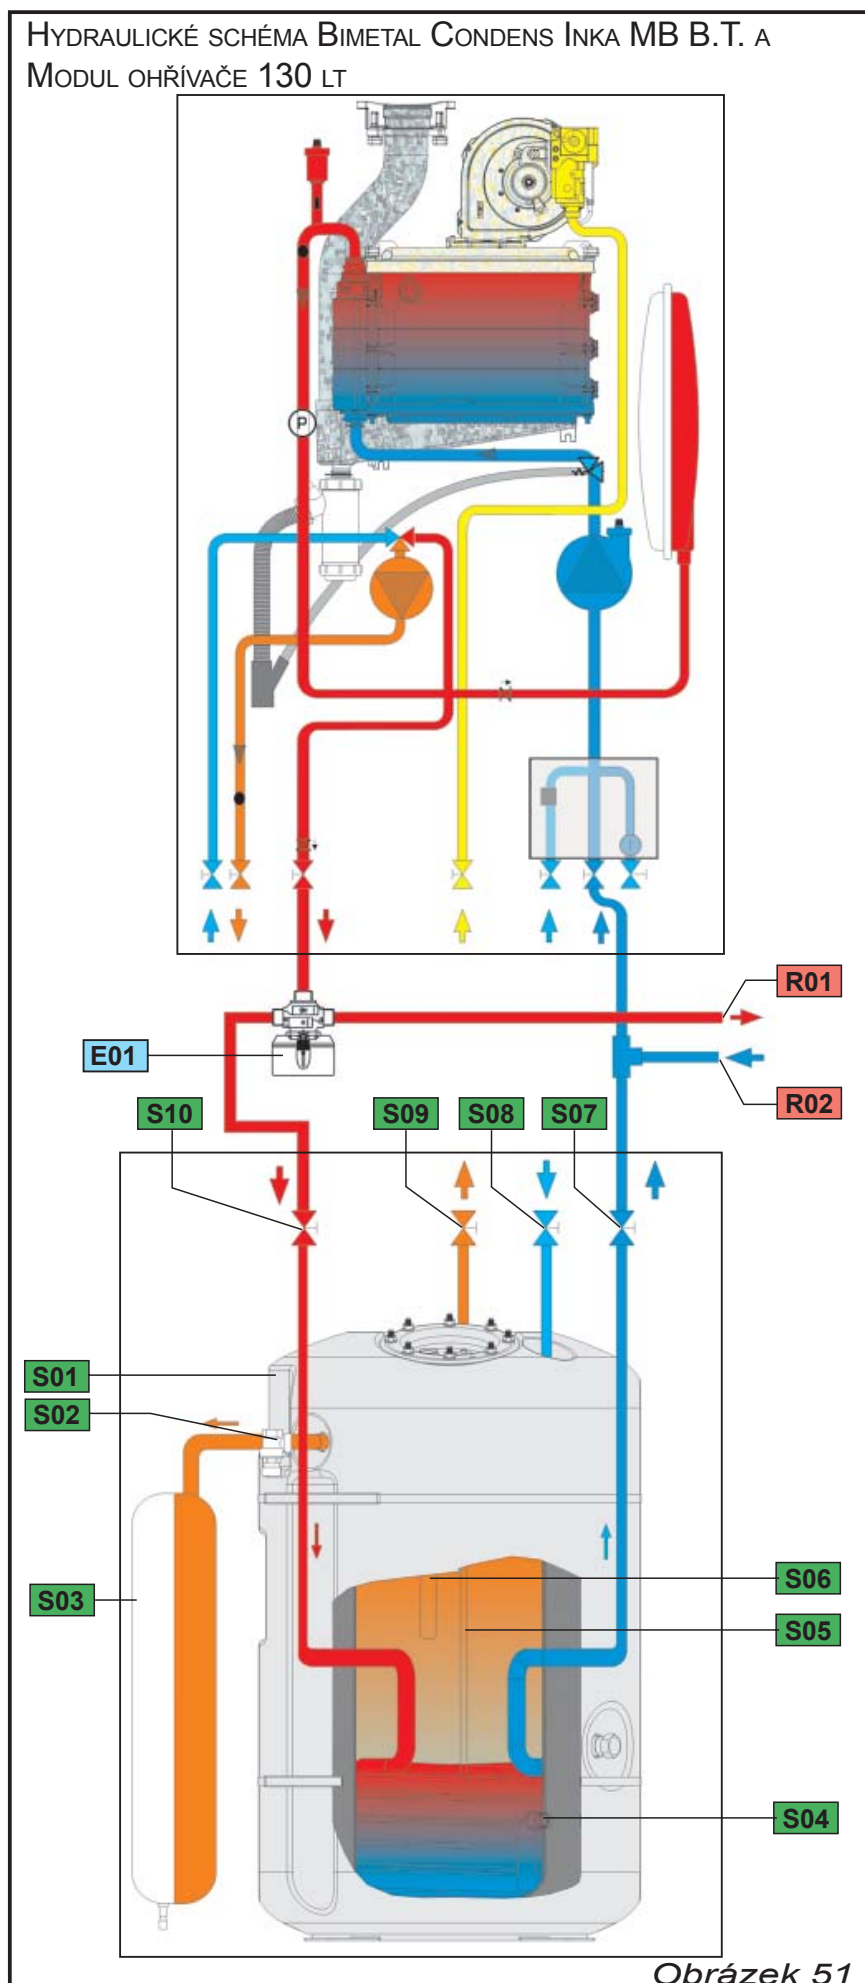 Hydraulické schéma Bimetal Condens Inka MB B.T. a
Modul ohřívače 130 lt
P
R01
E01
R02
S10
S09
S08
S07
S01
S02
S06
S03
S05
S04
Obrázek 51